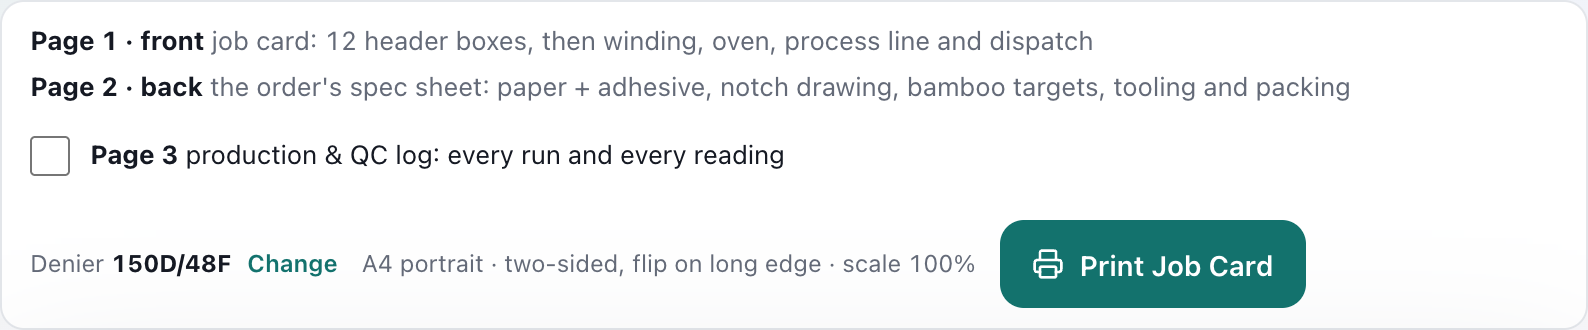 Page 1 · front job card: 12 header boxes, then winding, oven, process line and dispatch
Page 2 · back the order's spec sheet: paper + adhesive, notch drawing, bamboo targets, tooling and packing
Page 3 production & QC log: every run and every reading
Denier 150D/48F Change A4 portrait · two-sided, flip on long edge · scale 100% Print Job Card